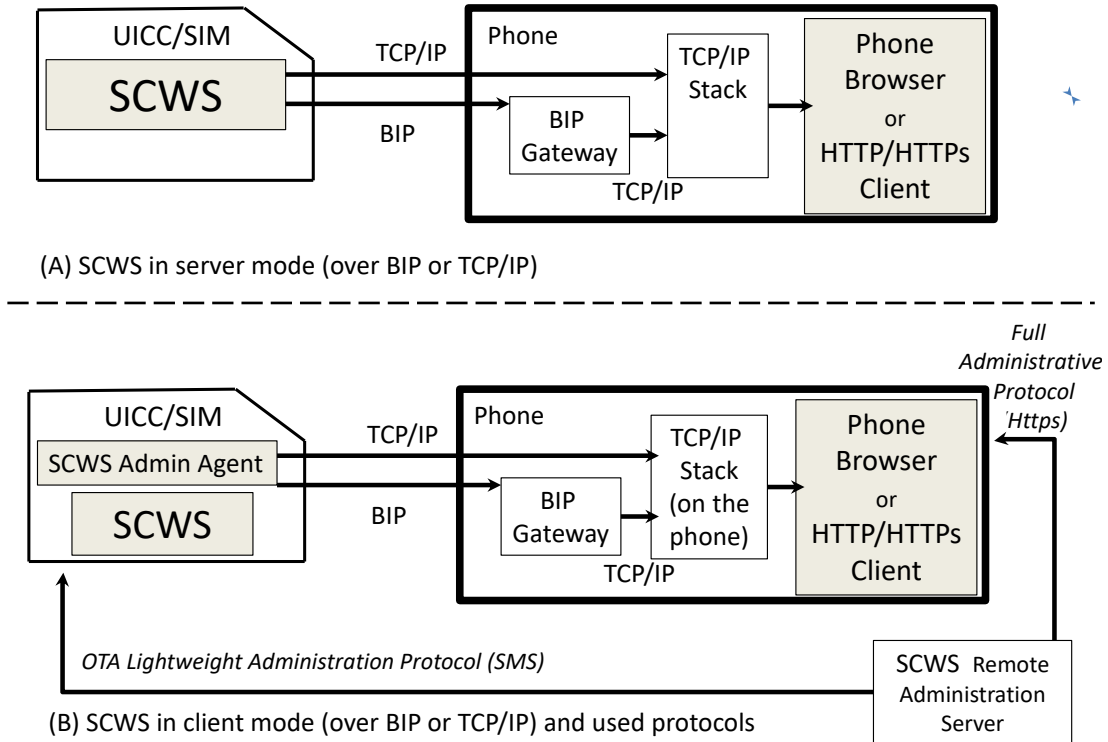 UICC/SIM
SCWS
TCP/IP
BIP
Phone
BIP
Gateway
TCP/IP
TCP/IP
Stack
Phone
Browser
or
HTTP/HTTPs
Client
(A) SCWS in server mode (over BIP or TCP/IP)
Full
Administrative
Protocol
(Https)
UICC/SIM
SCWS Admin Agent
SCWS
TCP/IP
BIP
Phone
BIP
Gateway
TCP/IP
TCP/IP
Stack
(on the
phone)
Phone
Browser
or
HTTP/HTTPs
Client
OTA Lightweight Administration Protocol (SMS)
SCWS Remote
Administration
Server
(B) SCWS in client mode (over BIP or TCP/IP) and used protocols